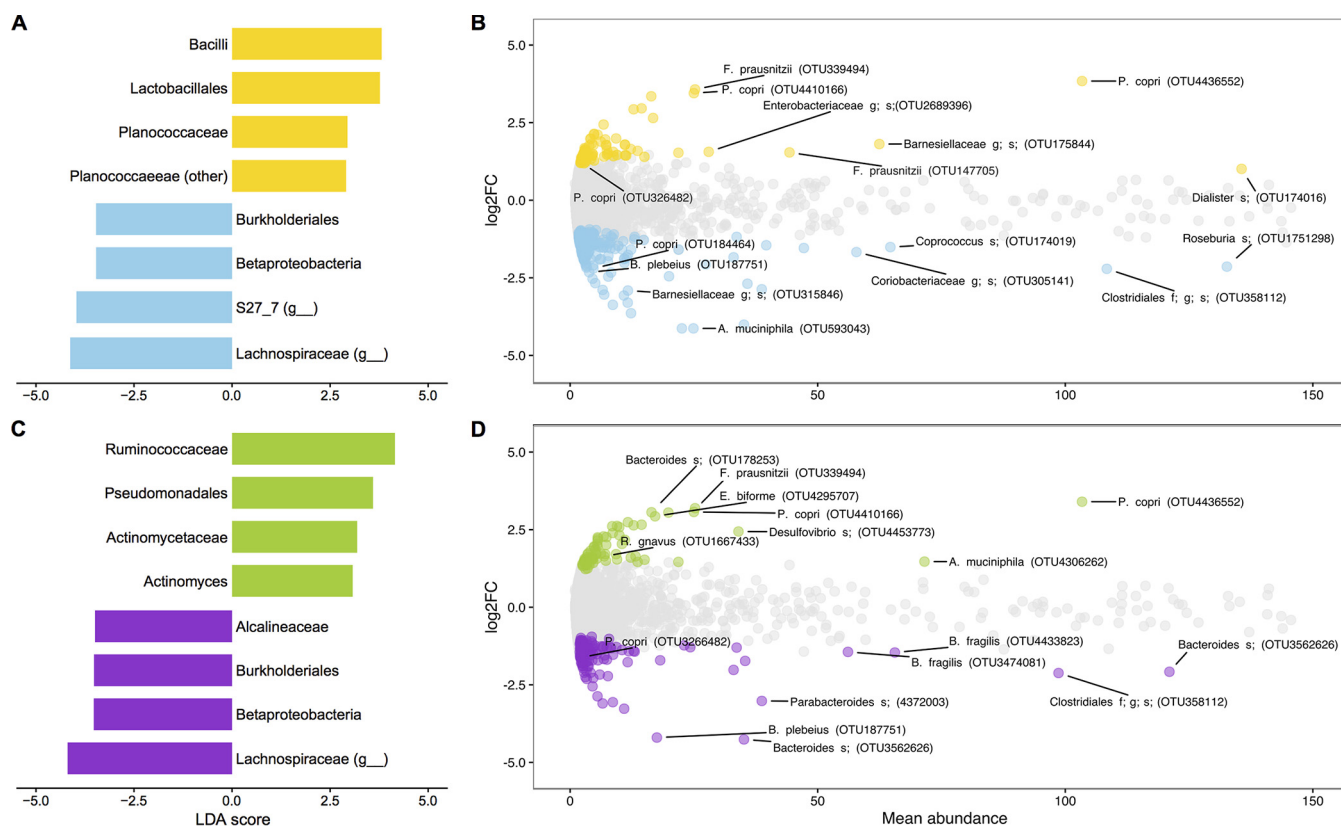 A
Bacilli
Lactobacillales
Planococcaceae
Planococcaeeae (other)
Burkholderiales
Betaproteobacteria
S27_7 (g__)
Lachnospiraceae (g__)
−5.0 −2.5 0.0 2.5 5.0
B
log2FC
5.0
2.5
0.0
-2.5
-5.0
F. prausnitzii (OTU339494)
P. copri (OTU4410166)
P. copri (OTU4436552)
Enterobacteriaceae g; s;(OTU2689396)
Barnesiellaceae g; s; (OTU175844)
F. prausnitzii (OTU147705)
P. copri (OTU326482)
Dialister s; (OTU174016)
P. copri (OTU184464)
Coprococcus s; (OTU174019)
Roseburia s; (OTU1751298)
B. plebeius (OTU187751)
Coriobacteriaceae g; s; (OTU305141)
Barnesiellaceae g; s; (OTU315846)
Clostridiales f; g; s; (OTU358112)
A. muciniphila (OTU593043)
0 50 100 150
C
Ruminococcaceae
Pseudomonadales
Actinomycetaceae
Actinomyces
Alcalineaceae
Burkholderiales
Betaproteobacteria
Lachnospiraceae (g__)
−5.0 −2.5 0.0 2.5 5.0
LDA score
D
log2FC
5.0
2.5
0.0
-2.5
-5.0
Bacteroides s; (OTU178253)
F. prausnitzii (OTU339494)
E. biforme (OTU4295707)
P. copri (OTU4436552)
P. copri (OTU4410166)
Desulfovibrio s; (OTU4453773)
R. gnavus (OTU1667433)
A. muciniphila (OTU4306262)
P. copri (OTU3266482)
B. fragilis (OTU4433823)
Bacteroides s; (OTU3562626)
B. fragilis (OTU3474081)
Parabacteroides s; (4372003)
Clostridiales f; g; s; (OTU358112)
B. plebeius (OTU187751)
Bacteroides s; (OTU3562626)
0 50 100 150
Mean abundance